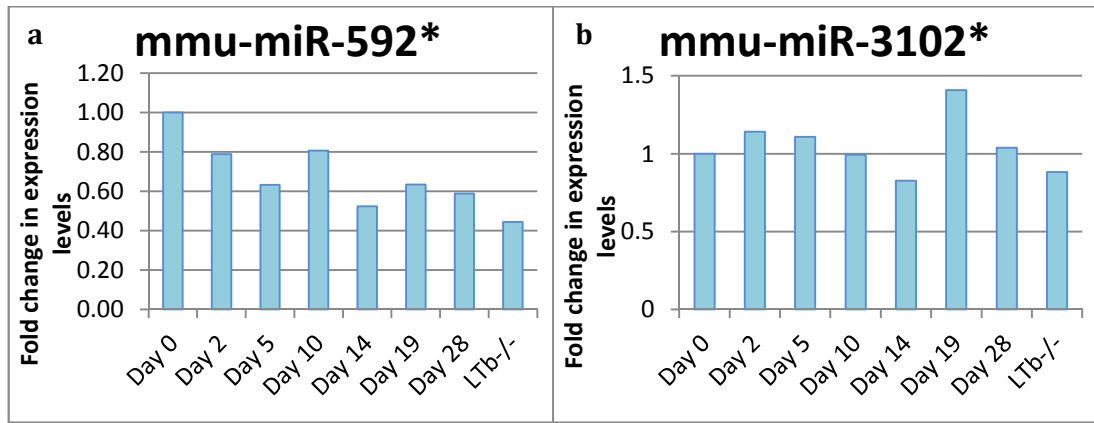 a
mmu-miR-592*
Fold change in expression
levels
1.20
1.00
0.80
0.60
0.40
0.20
0.00
Day 0
Day 2
Day 5
Day 10
Day 14
Day 19
Day 28
LTb-/-
b
mmu-miR-3102*
Fold change in expression
levels
1.5
1
0.5
0
Day 0
Day 2
Day 5
Day 10
Day 14
Day 19
Day 28
LTb-/-